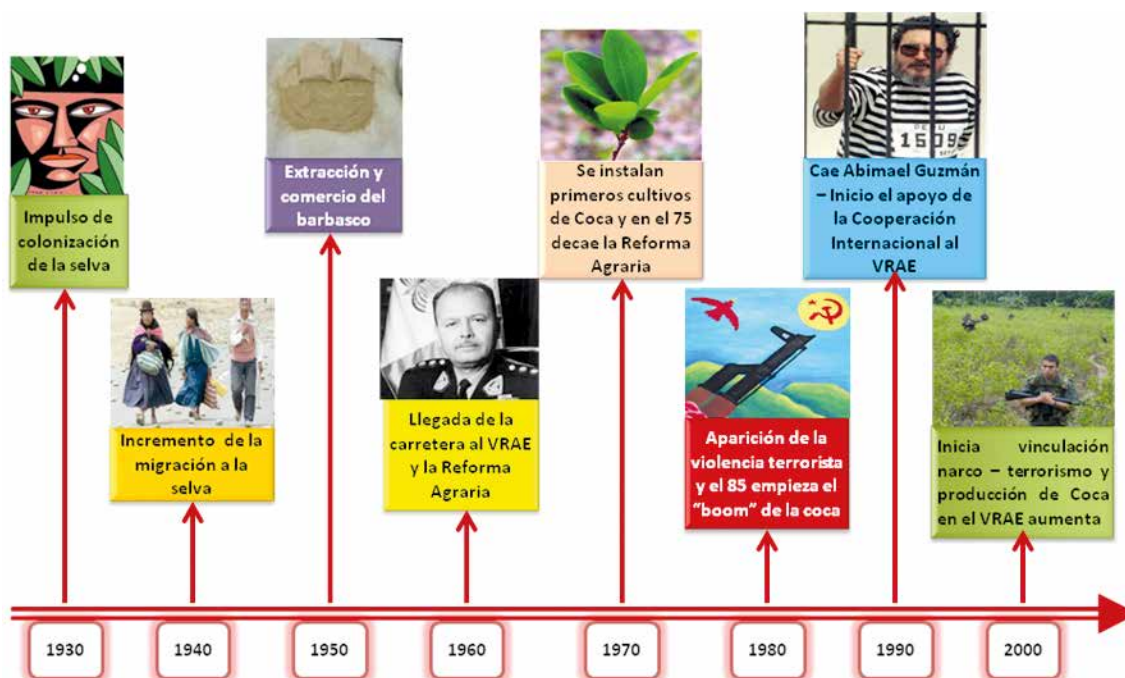 Impulso de
colonización
de la selva
Incremento de la
migración a la
selva
Extracción y
comercio del
barbasco
Llegada de la
carretera al VRAE
y la Reforma
Agraria
Se instalan
primeros cultivos
de Coca y en el 75
decae la Reforma
Agraria
Aparición de la
violencia terrorista
y el 85 empieza el
"boom" de la coca
1509
Cae Abimael Guzmán
– Inicio el apoyo de
la Cooperación
Internacional al
VRAE
Inicia vinculación
narco – terrorismo y
producción de Coca
en el VRAE aumenta
1930
1940
1950
1960
1970
1980
1990
2000